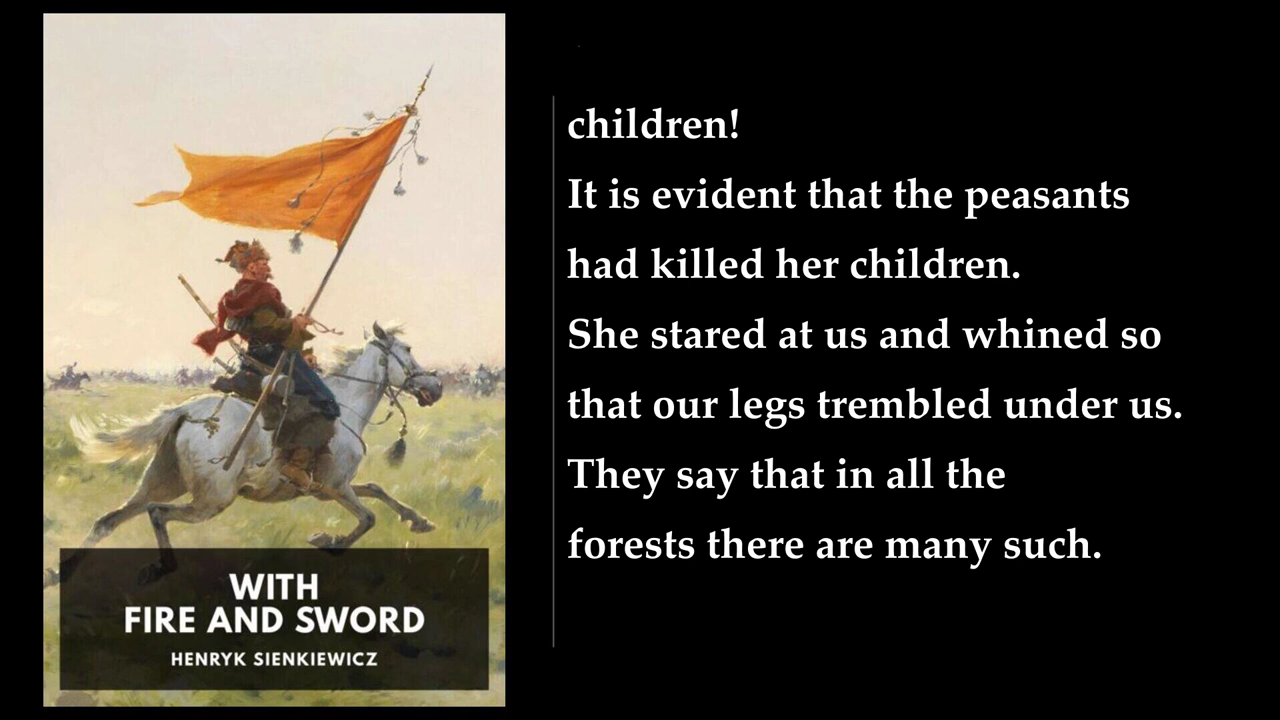 WITH
FIRE AND SWORD
HENRYK SIENKIEWICZ
children!
It is evident that the peasants
had killed her children.
She stared at us and whined so
that our legs trembled under us.
They say that in all the
forests there are many such.